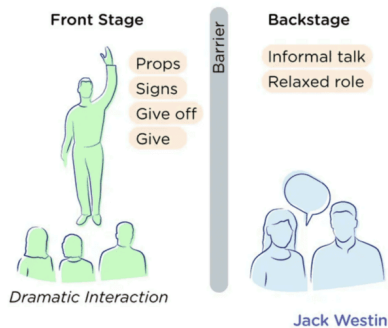 Front Stage
Props
Signs
Give off
Give
Dramatic Interaction
Barrier
Backstage
Informal talk
Relaxed role
Jack Westin